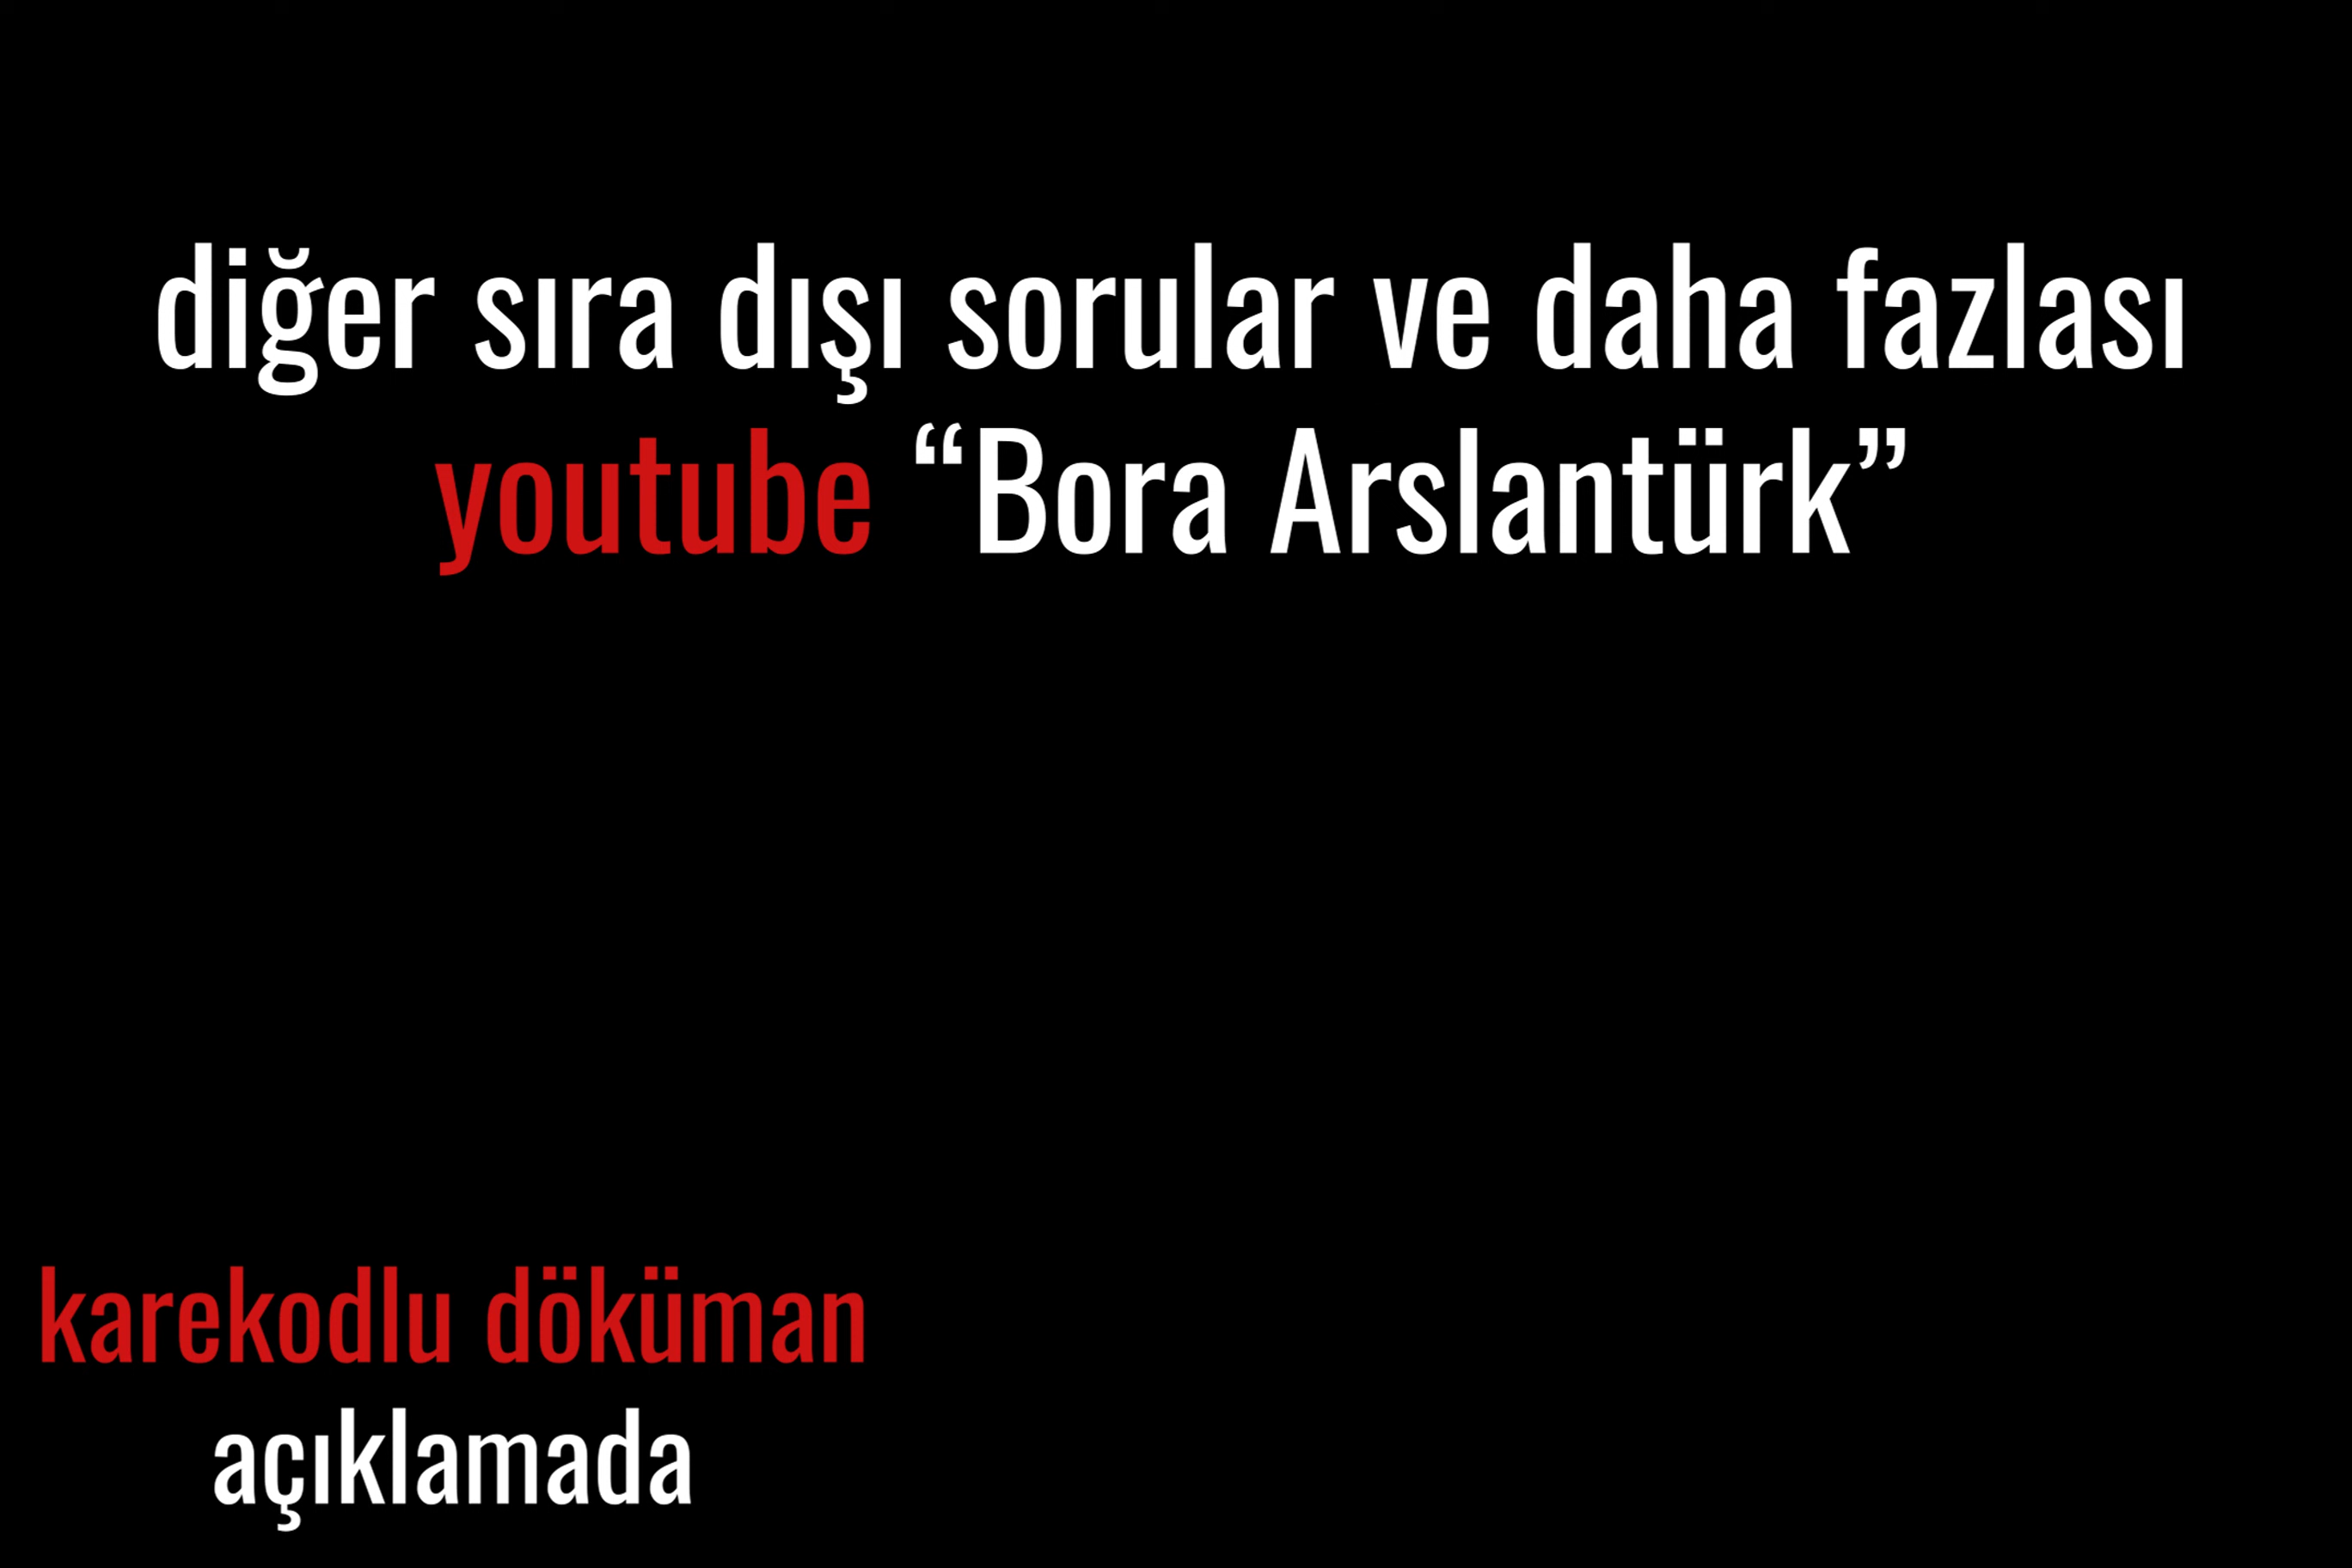 diğer sıra dışı sorular ve daha fazlası
youtube “Bora Arslantürk”
karekodlu döküman
açıklamada